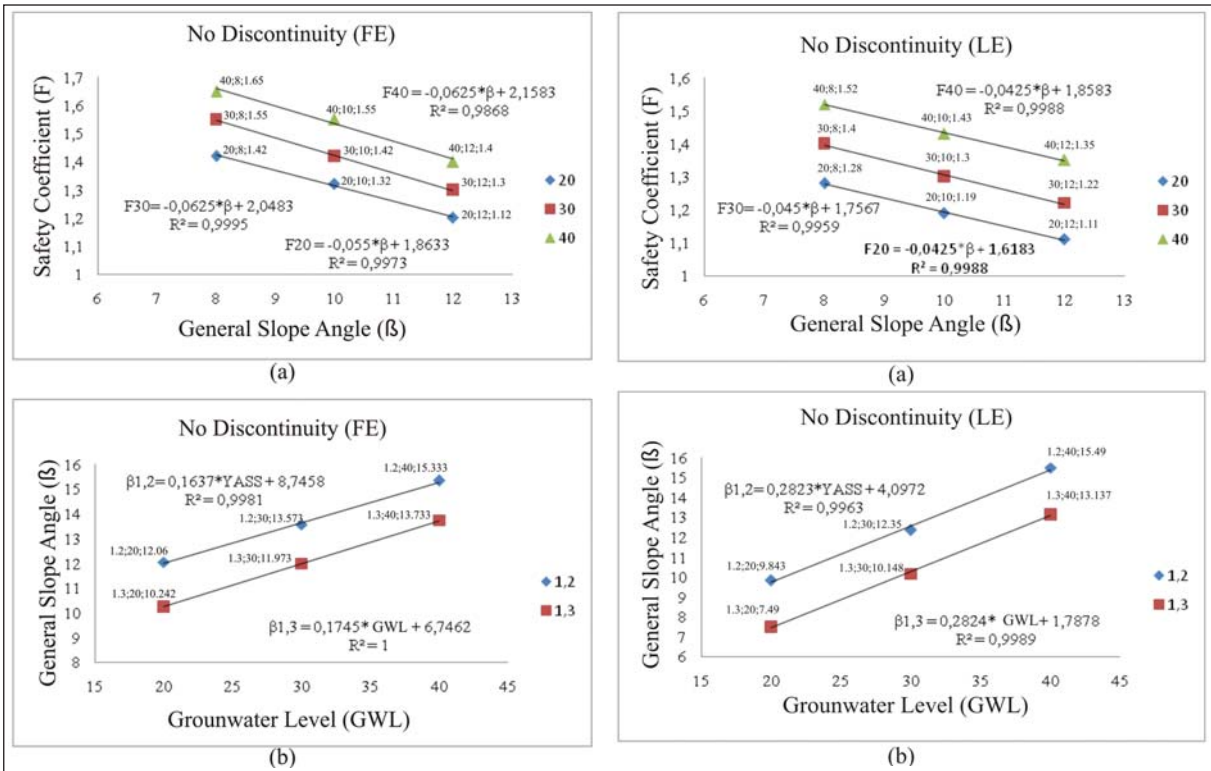 No Discontinuity (FE)
Safety Coefficient (F)
1,7
1,6
1,5
1,4
1,3
1,2
1,1
1
40;8;1.65
40;10;1.55
40;12;1.4
30;8;1.55
30;10;1.42
30;12;1.3
20;8;1.42
20;10;1.32
20;12;1.12
F40 = -0,0625*β + 2,1583
R² = 0,9868
F30= -0,0625*β + 2,0483
R² = 0,9995
F20 = -0,055*β + 1,8633
R² = 0,9973
20
30
40
6 7 8 9 10 11 12 13
General Slope Angle (ß)
(a)
No Discontinuity (LE)
Safety Coefficient (F)
1,6
1,5
1,4
1,3
1,2
1,1
1
40;8;1.52
40;10;1.43
40;12;1.35
30;8;1.4
30;10;1.3
30;12;1.22
20;8;1.28
20;10;1.19
20;12;1.11
F40 = -0,0425*β + 1,8583
R² = 0,9988
F30= -0,045*β + 1,7567
R² = 0,9959
F20 = -0,0425*β + 1,6183
R² = 0,9988
20
30
40
6 7 8 9 10 11 12 13
General Slope Angle (ß)
(a)
No Discontinuity (FE)
General Slope Angle (ß)
16
15
14
13
12
11
10
9
8
β1,2= 0,1637*YASS + 8,7458
R² = 0,9981
1.2;40;15.333
1.2;30;13.573
1.2;20;12.06
1.3;40;13.733
1.3;30;11.973
1.3;20;10.242
β1,3 = 0,1745* GWL + 6,7462
R² = 1
1,2
1,3
15 20 25 30 35 40 45
Grounwater Level (GWL)
(b)
No Discontinuity (LE)
General Slope Angle (ß)
16
15
14
13
12
11
10
9
8
7
6
β1,2= 0,2823*YASS + 4,0972
R² = 0,9963
1.2;40;15.49
1.2;30;12.35
1.2;20;9.843
1.3;40;13.137
1.3;30;10.148
1.3;20;7.49
β1,3 = 0,2824* GWL+ 1,7878
R² = 0,9989
1,2
1,3
15 20 25 30 35 40 45
Grounwater Level (GWL)
(b)